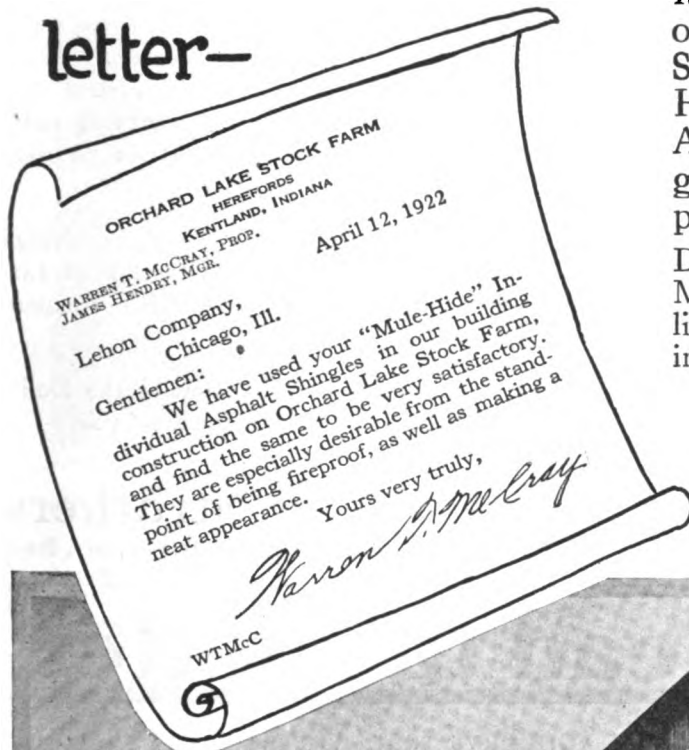 letter—
ORCHARD LAKE STOCK FARM
HEREFORDS
KENTLAND, INDIANA
WARREN T. MCCRAY, PROP.
JAMES HENDRY, MGR.
April 12, 1922
Lehon Company,
Chicago, Ill.
Gentlemen:
We have used your “Mule-Hide” In-
dividual Asphalt Shingles in our building
construction on Orchard Lake Stock Farm,
and find the same to be very satisfactory.
They are especially desirable from the stand-
point of being fireproof, as well as making a
neat appearance.
Yours very truly,
Warren T. McCray
WTMcC